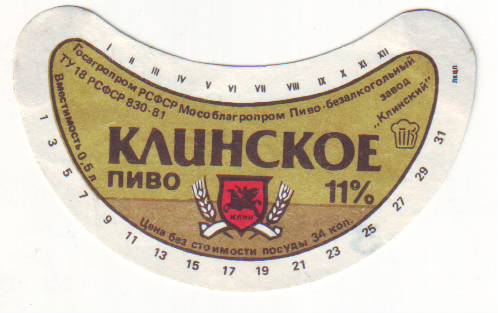 I II III IV V VI VII VIII IX X XI XII
Госагропром РСФСР Мособлагропром Пиво-безалкогольный
ТУ 18 РСФСР 830-81
завод
„Клинский"
Вместимость 0,5 л
КЛИНСКОЕ
ПИВО
11%
КЛИН
Цена без стоимости посуды 34 коп.
1 3 5 7 9 11 13 15 17 19 21 23 25 27 29 31